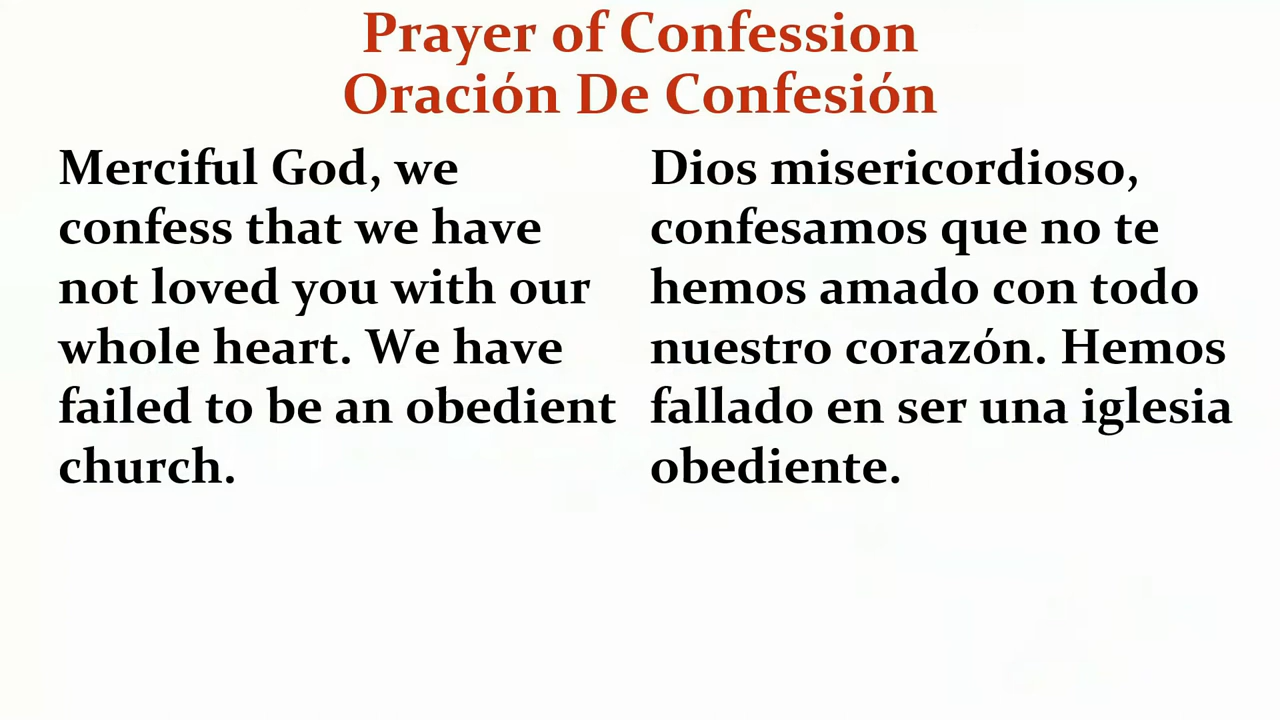 Prayer of Confession
Oración De Confesión
Merciful God, we
confess that we have
not loved you with our
whole heart. We have
failed to be an obedient
church.
Dios misericordioso,
confesamos que no te
hemos amado con todo
nuestro corazón. Hemos
fallado en ser una iglesia
obediente.